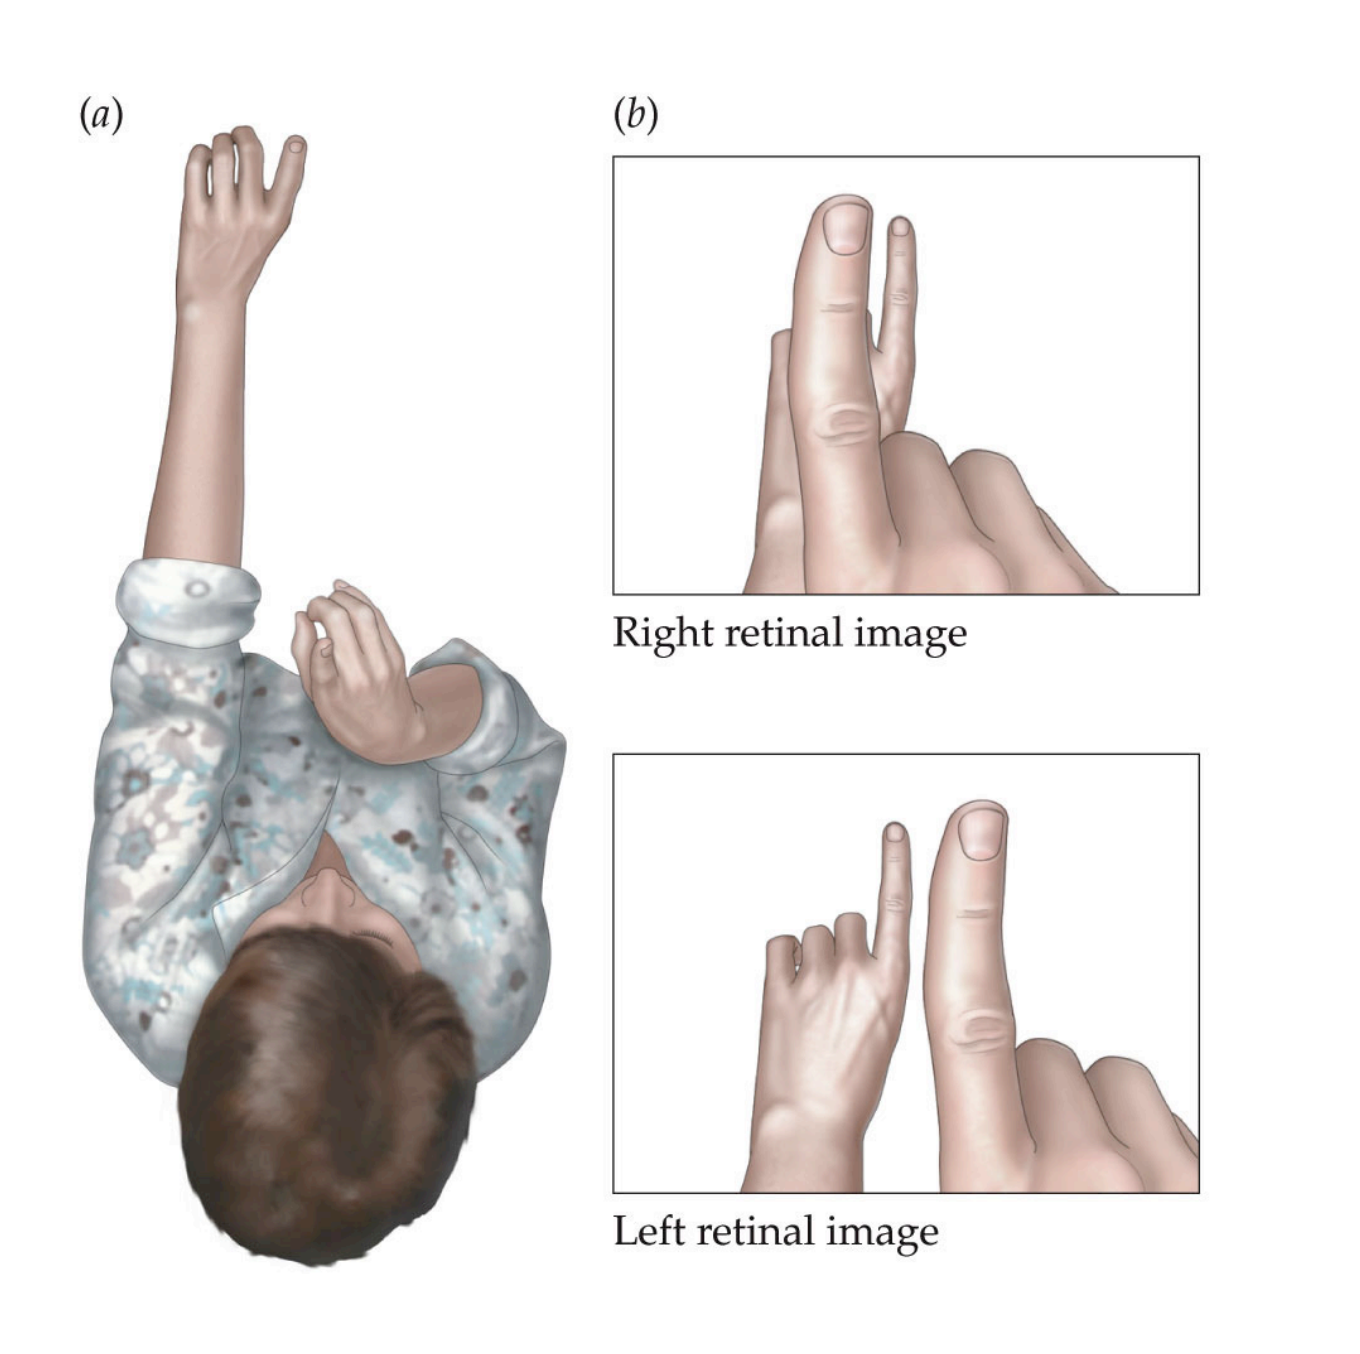 (a)
(b)
Right retinal image
Left retinal image